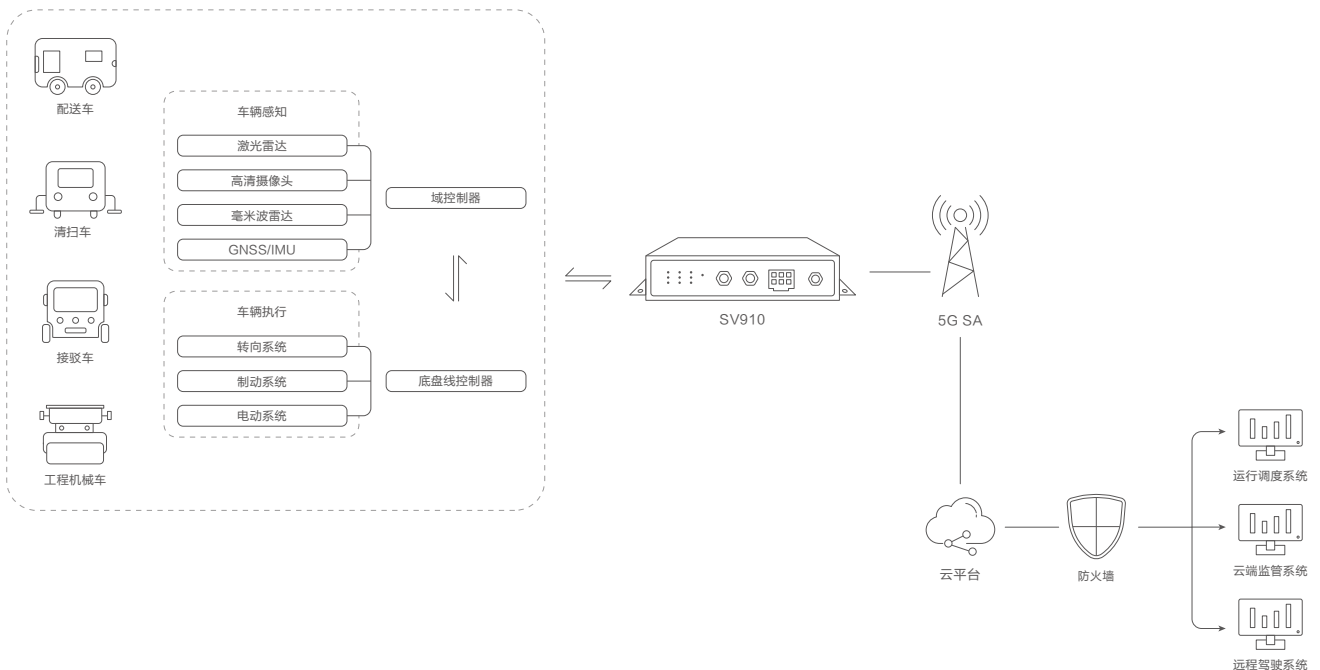 配送车
清扫车
接驳车
工程机械车
车辆感知
激光雷达
高清摄像头
毫米波雷达
GNSS/IMU
车辆执行
转向系统
制动系统
电动系统
域控制器
底盘线控制器
SV910
5G SA
云平台
防火墙
运行调度系统
云端监管系统
远程驾驶系统